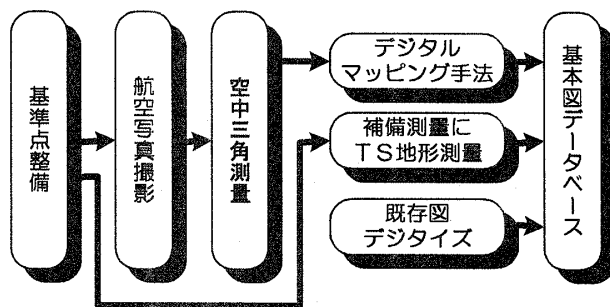 基準点整備
航空写真撮影
空中三角測量
デジタル
マッピング手法
補備測量に
TS地形測量
既存図
デジタイズ
基本図データベース